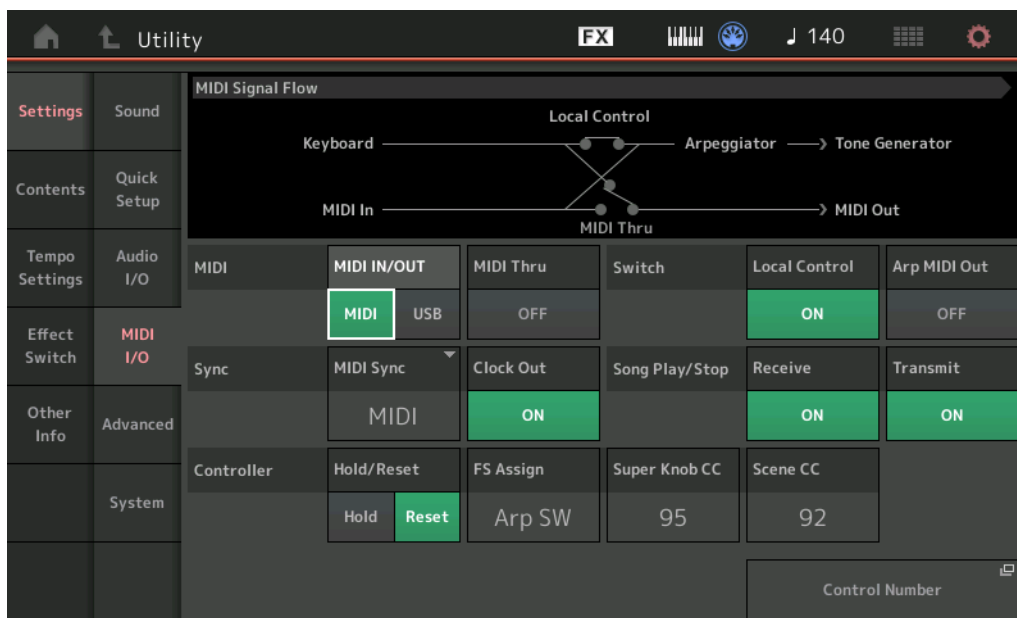 Utility
FX
140
Settings
Sound
Contents
Quick
Setup
Tempo
Settings
Audio
I/O
Effect
Switch
MIDI
I/O
Other
Info
Advanced
System
MIDI Signal Flow
Local Control
Keyboard
Arpeggiator
Tone Generator
MIDI In
MIDI Out
MIDI Thru
MIDI
MIDI IN/OUT
MIDI Thru
Switch
Local Control
Arp MIDI Out
MIDI
USB
OFF
ON
OFF
Sync
MIDI Sync
Clock Out
Song Play/Stop
Receive
Transmit
MIDI
ON
ON
ON
Controller
Hold/Reset
FS Assign
Super Knob CC
Scene CC
Hold
Reset
Arp SW
95
92
Control Number